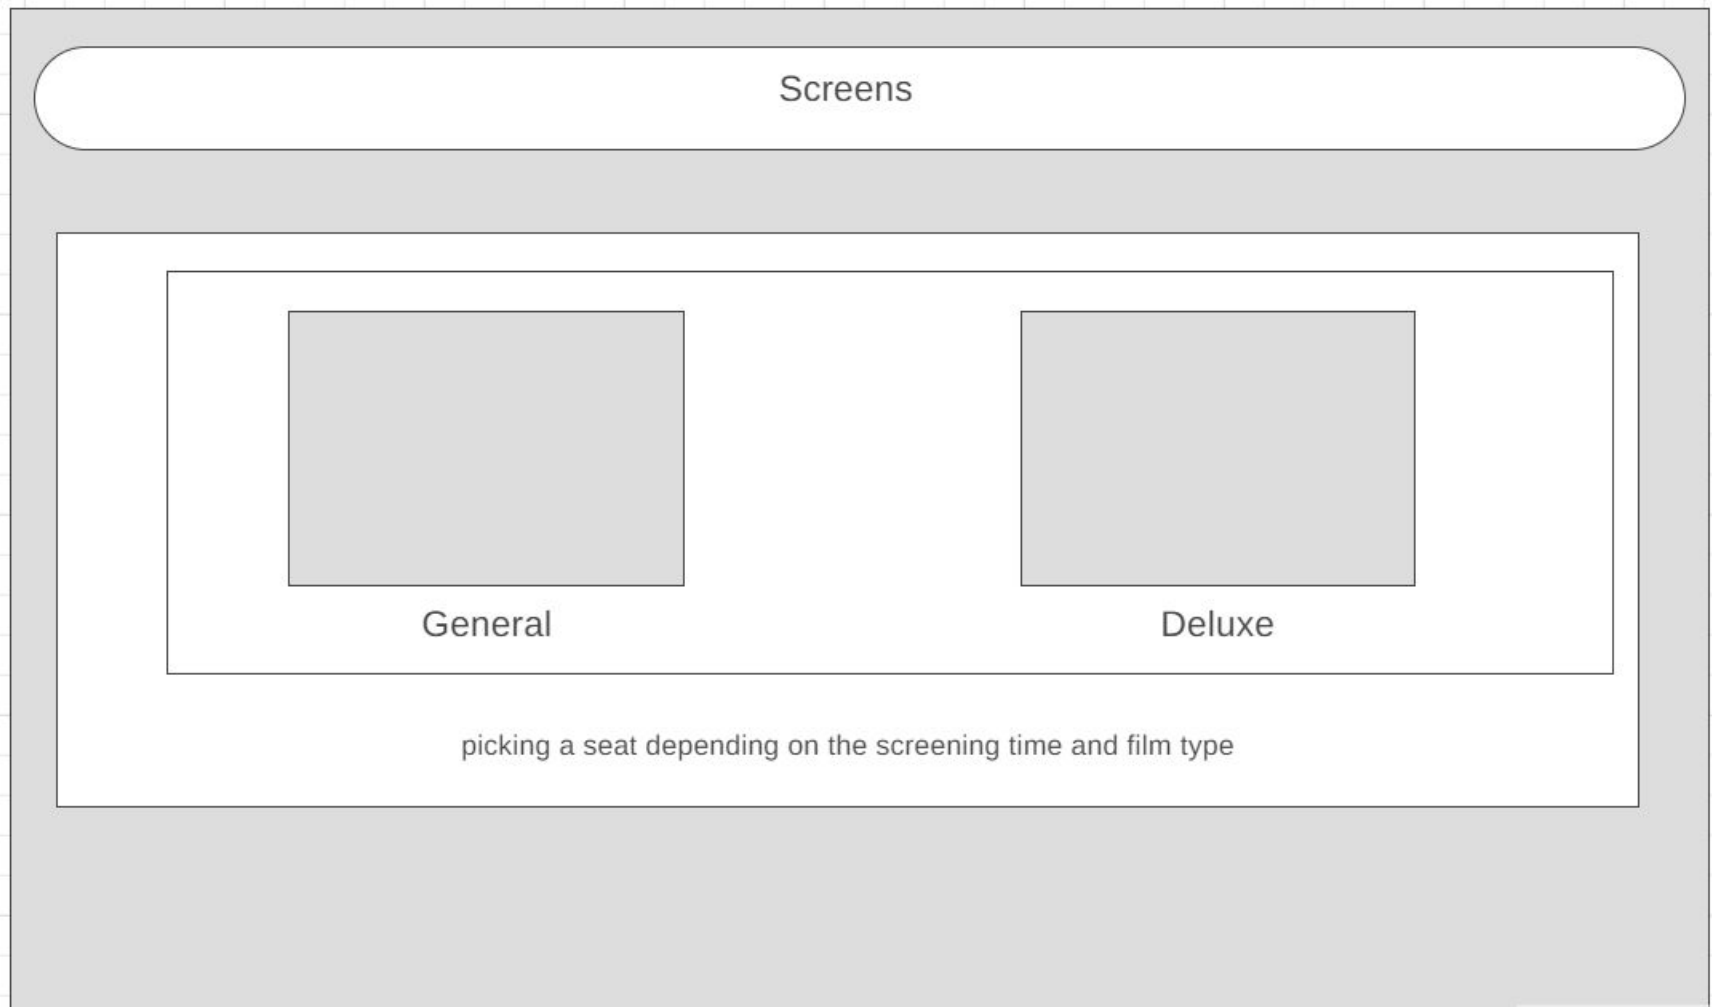 Screens
General
Deluxe
picking a seat depending on the screening time and film type